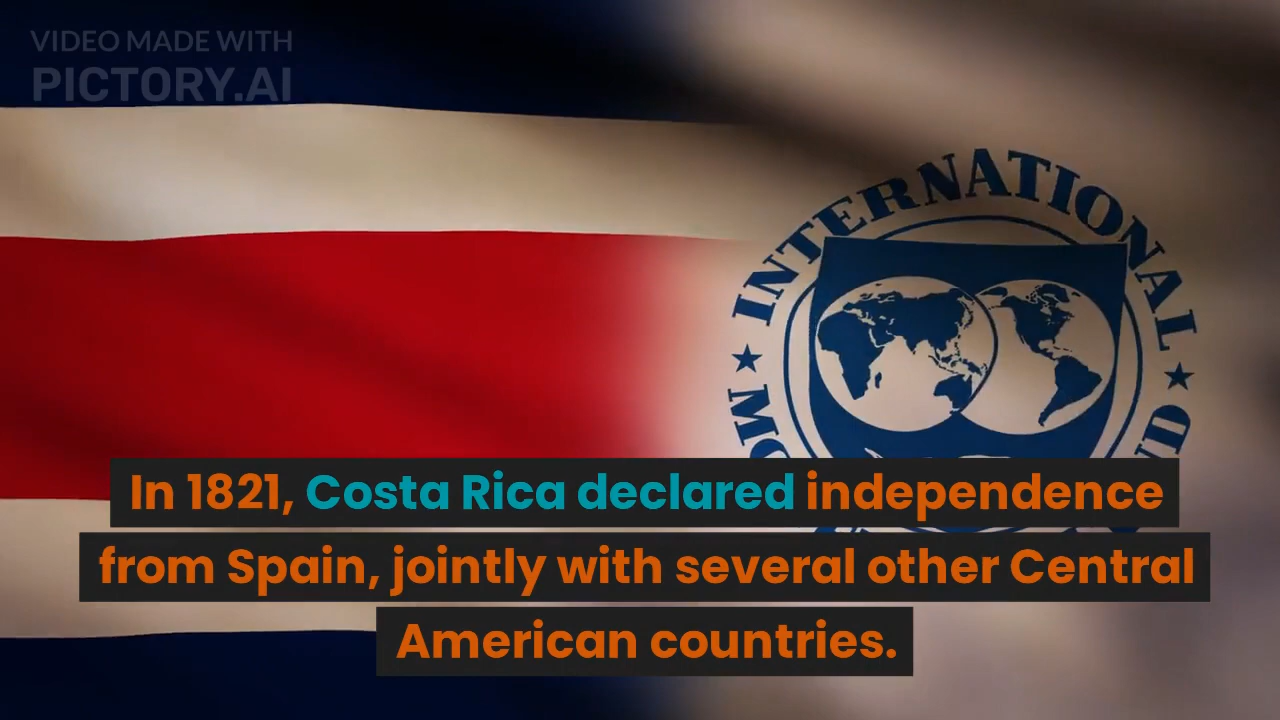 VIDEO MADE WITH
PICTORY.AI
INTERNATIONAL
In 1821, Costa Rica declared independence
from Spain, jointly with several other Central
American countries.